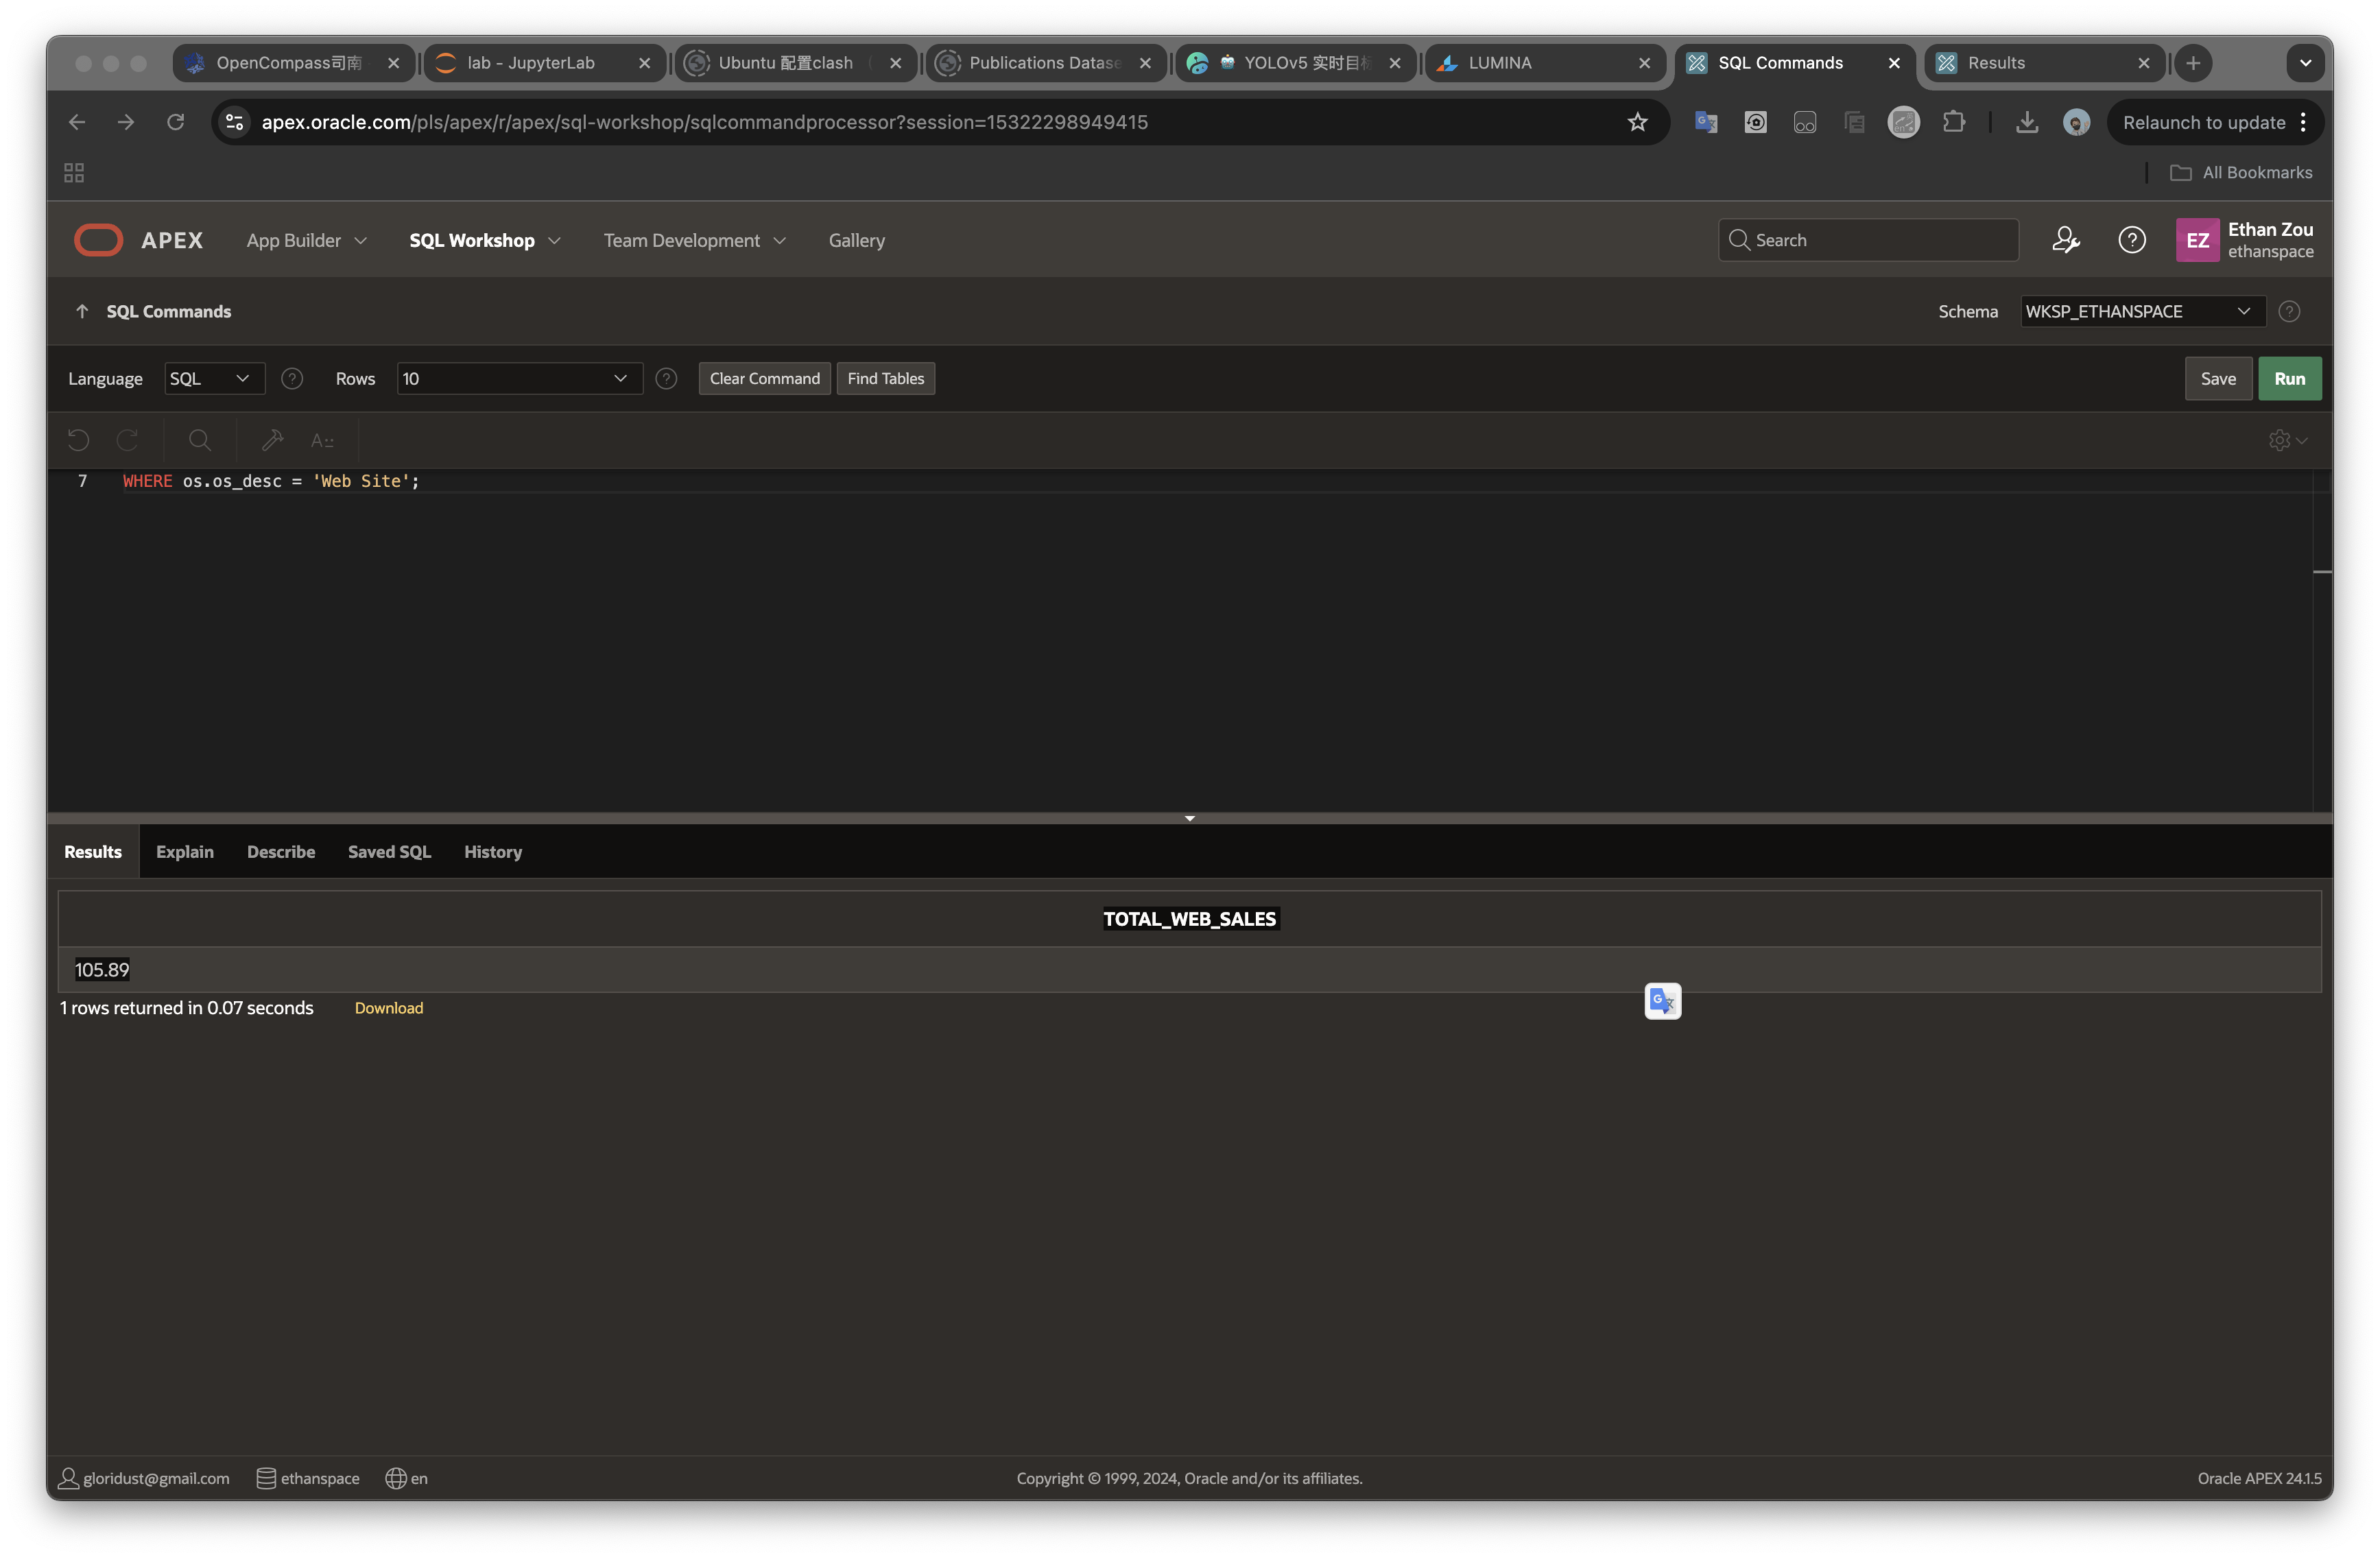 OpenCompass司南
lab - JupyterLab
Ubuntu 配置clash
Publications Datase
YOLOv5 实时目标
LUMINA
SQL Commands
Results
apex.oracle.com/pls/apex/r/apex/sql-workshop/sqlcommandprocessor?session=15322298949415
Relaunch to update
All Bookmarks
APEX
App Builder
SQL Workshop
Team Development
Gallery
Search
EZ
Ethan Zou
ethanspace
SQL Commands
Schema
WKSP_ETHANSPACE
Language
SQL
Rows
10
Clear Command
Find Tables
Save
Run
7 WHERE os.os_desc = 'Web Site';
Results
Explain
Describe
Saved SQL
History
TOTAL_WEB_SALES
105.89
1 rows returned in 0.07 seconds
Download
gloridust@gmail.com
ethanspace
en
Copyright © 1999, 2024, Oracle and/or its affiliates.
Oracle APEX 24.1.5